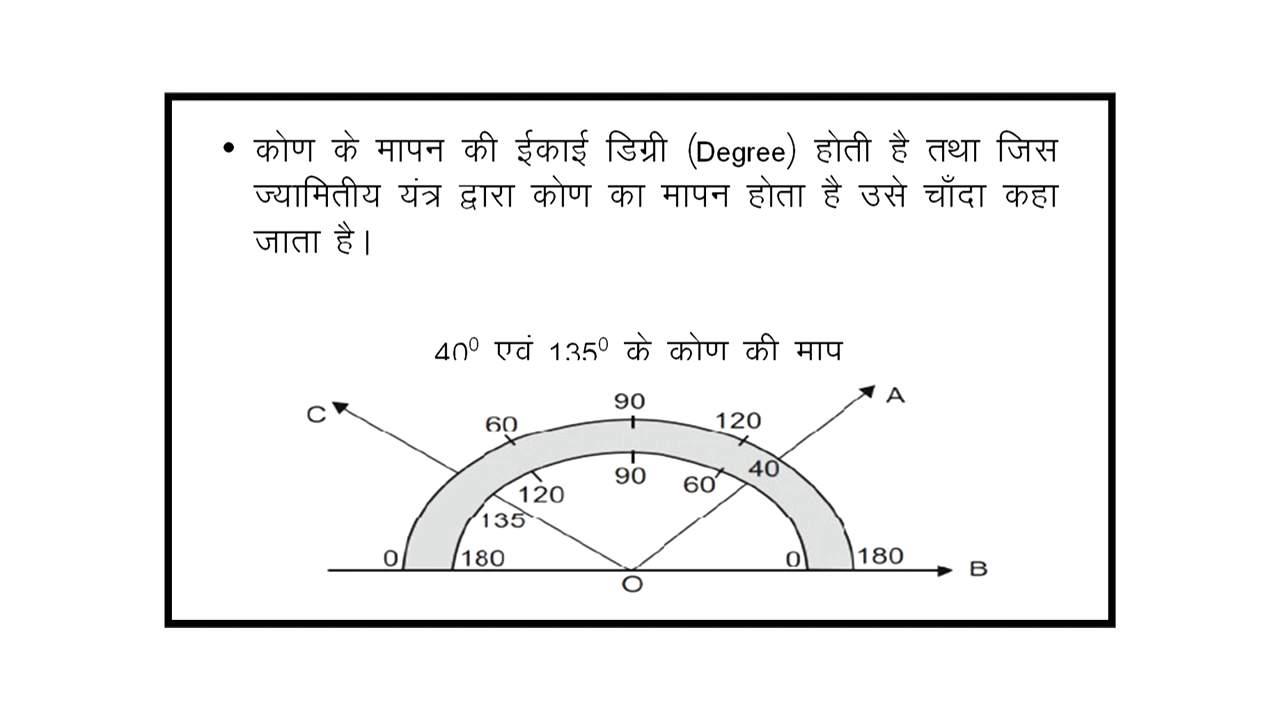 • कोण के मापन की ईकाई डिग्री (Degree) होती है तथा जिस
ज्यामितीय यंत्र द्वारा कोण का मापन होता है उसे चाँदा कहा
जाता है।
40⁰ एवं 135⁰ के कोण की माप
C 60 90 120 A
135 120 90 60 40
0 180 0 180 B
O